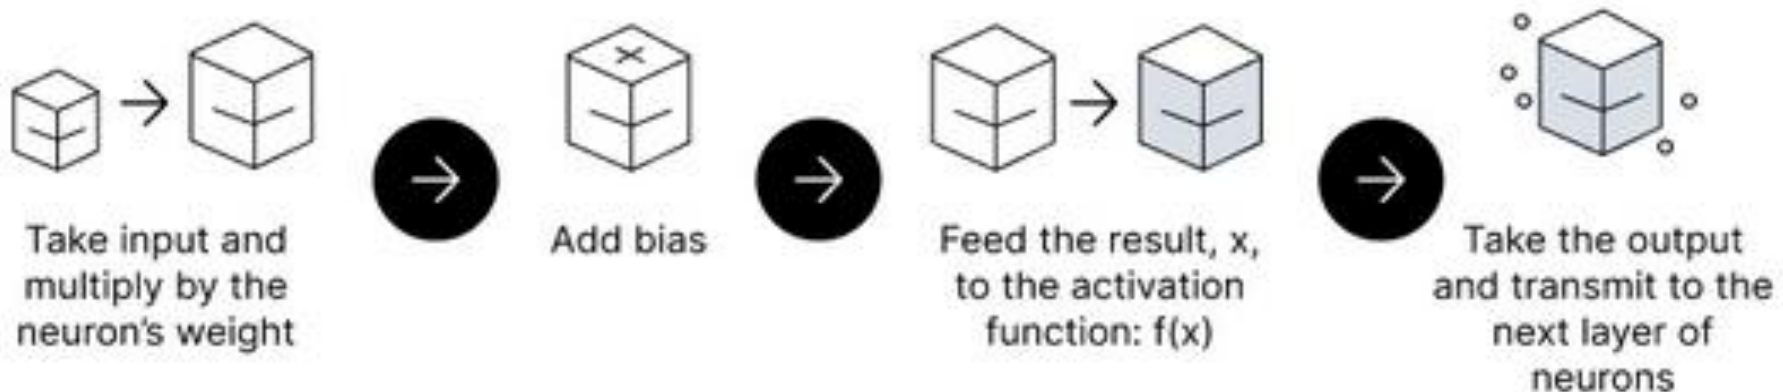 Take input and
multiply by the
neuron's weight
Add bias
Feed the result, x,
to the activation
function: f(x)
Take the output
and transmit to the
next layer of
neurons